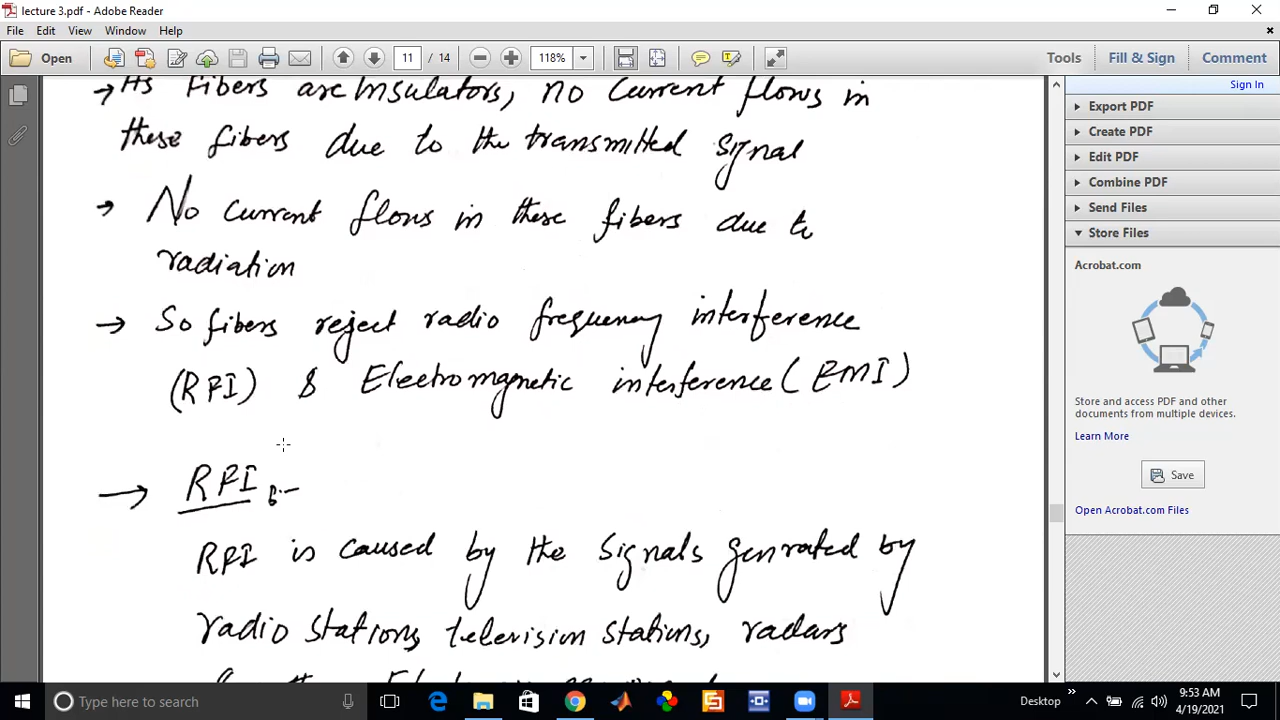 lecture 3.pdf - Adobe Reader
File Edit View Window Help
Open 11 / 14 118% Tools Fill & Sign Comment
Sign In
Export PDF
Create PDF
Edit PDF
Combine PDF
Send Files
Store Files
Acrobat.com
Store and access PDF and other
documents from multiple devices.
Learn More
Save
Open Acrobat.com Files
→ As Fibers are Insulators, no Current flows in
these fibers due to the transmitted signal
→ No Current flows in these fibers due to
radiation
→ So fibers reject radio frequency interference
(RFI) & Electromagnetic interference (EMI)
→ RFI :-
RFI is caused by the signals genrated by
radio stations, television stations, radars
Type here to search
Desktop
9:53 AM
4/19/2021